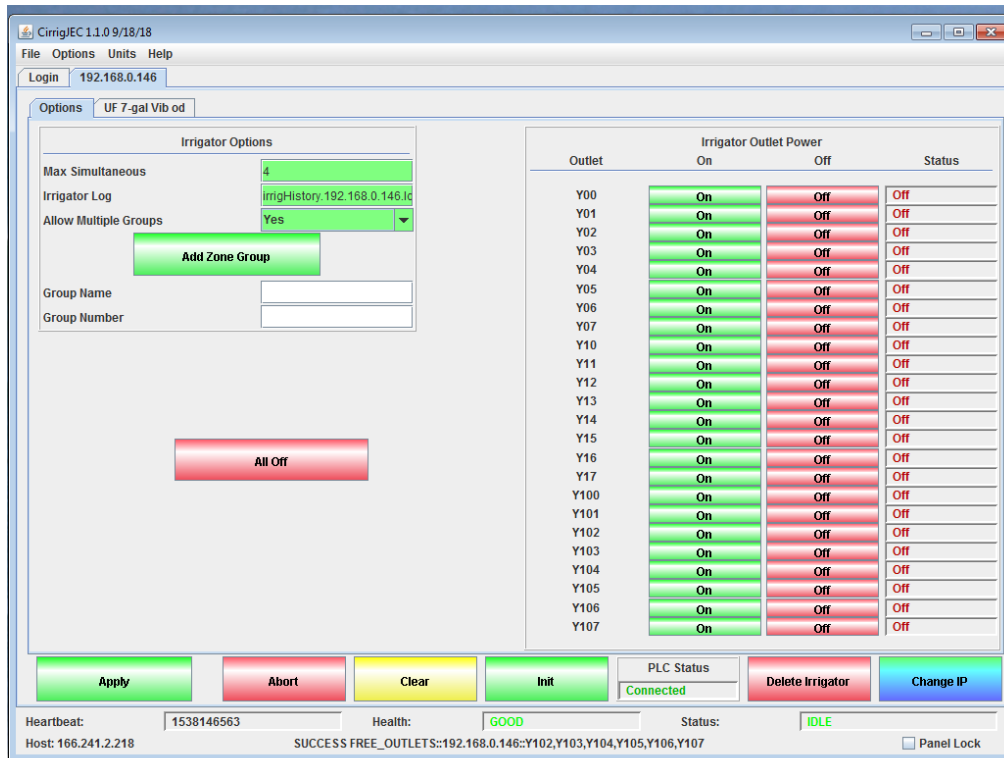 CirrigJEC 1.1.0 9/18/18
File Options Units Help
Login 192.168.0.146
Options UF 7-gal Vib od
Irrigator Options
Max Simultaneous 4
Irrigator Log irrigHistory.192.168.0.146.lo
Allow Multiple Groups Yes
Add Zone Group
Group Name
Group Number
All Off
Irrigator Outlet Power
Outlet On Off Status
Y00 On Off Off
Y01 On Off Off
Y02 On Off Off
Y03 On Off Off
Y04 On Off Off
Y05 On Off Off
Y06 On Off Off
Y07 On Off Off
Y10 On Off Off
Y11 On Off Off
Y12 On Off Off
Y13 On Off Off
Y14 On Off Off
Y15 On Off Off
Y16 On Off Off
Y17 On Off Off
Y100 On Off Off
Y101 On Off Off
Y102 On Off Off
Y103 On Off Off
Y104 On Off Off
Y105 On Off Off
Y106 On Off Off
Y107 On Off Off
Apply Abort Clear Init PLC Status Delete Irrigator Change IP
Connected
Heartbeat: 1538146563 Health: GOOD Status: IDLE
Host: 166.241.2.218 SUCCESS FREE_OUTLETS::192.168.0.146::Y102,Y103,Y104,Y105,Y106,Y107 Panel Lock